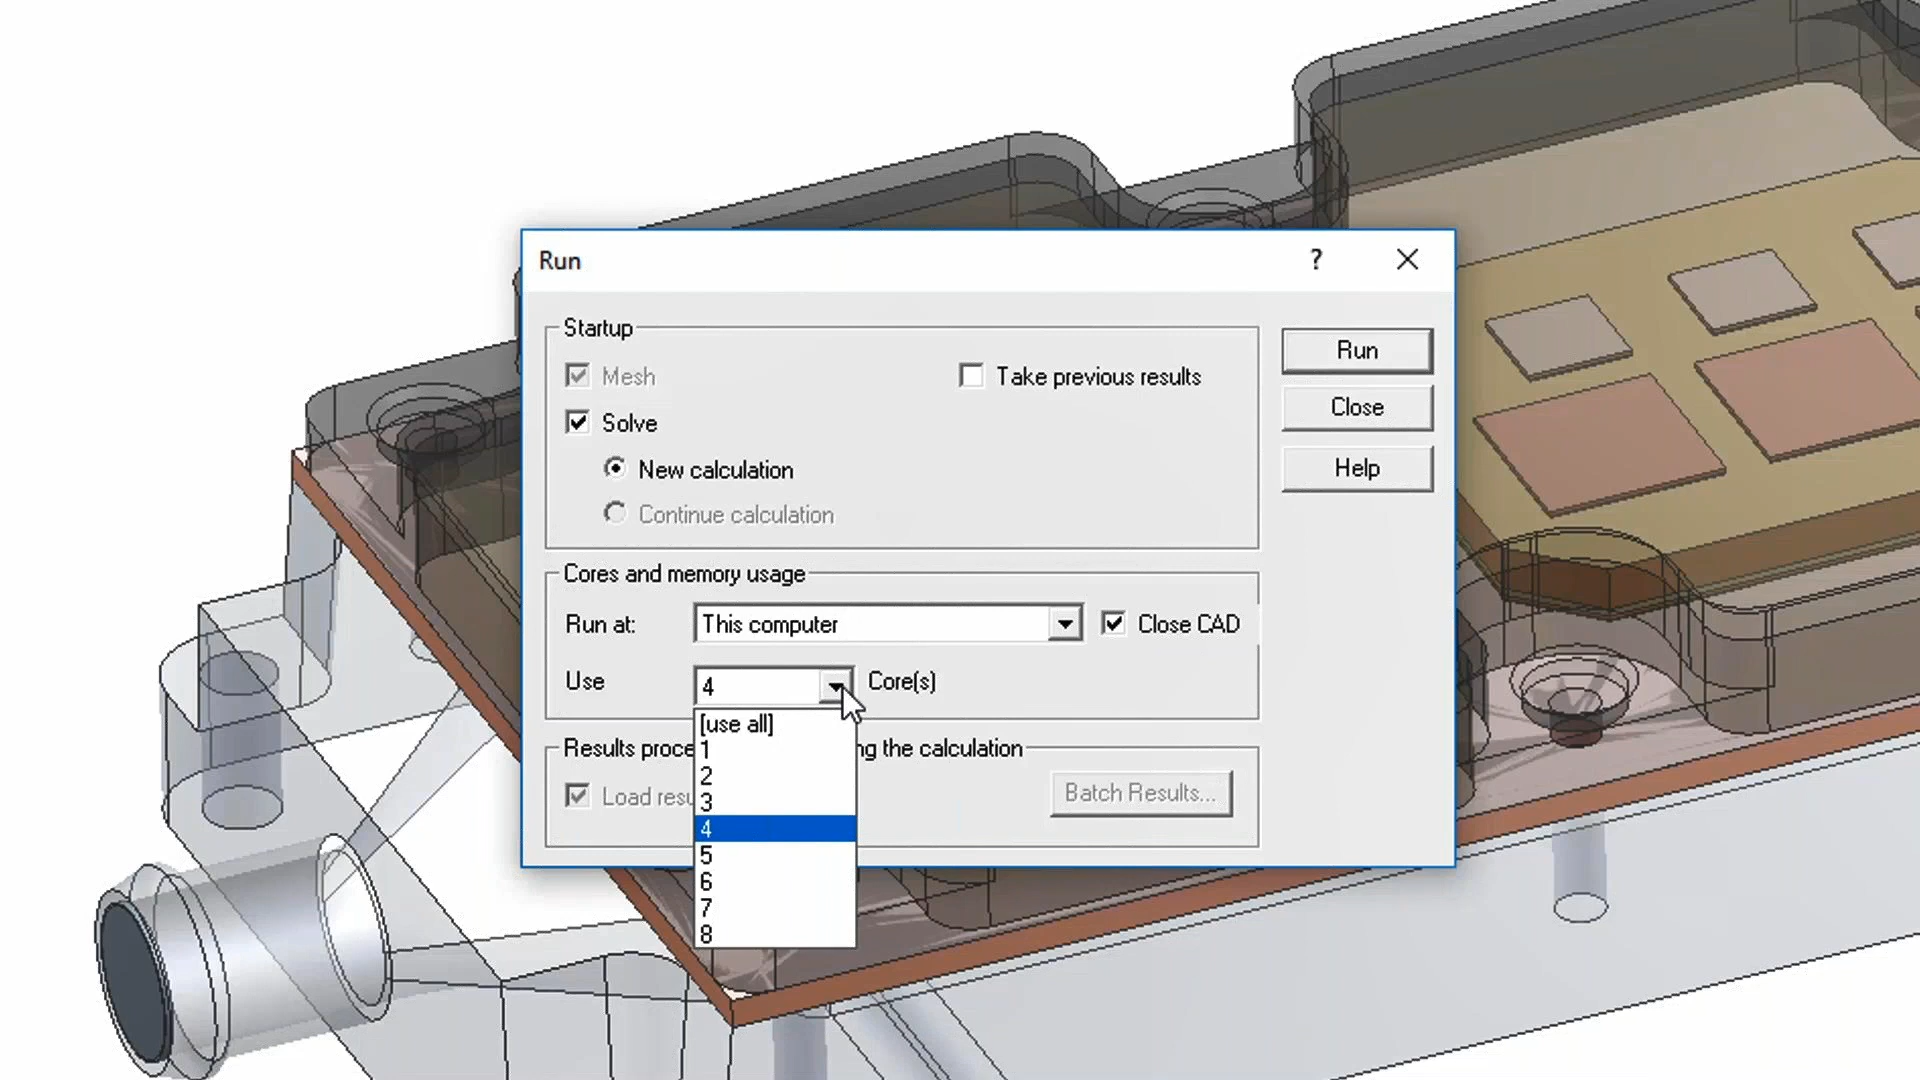 Run
?
Startup
Mesh
Take previous results
Solve
New calculation
Continue calculation
Run
Close
Help
Cores and memory usage
Run at:
This computer
Close CAD
Use
4
Core(s)
[use all]
1
2
3
4
5
6
7
8
Results proce
g the calculation
Load resu
Batch Results...